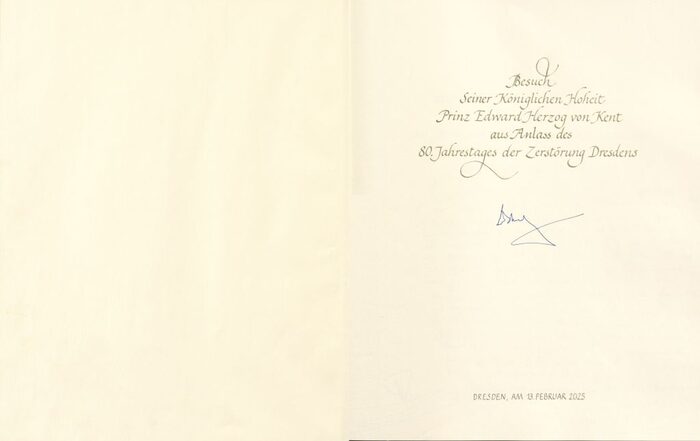 Besuch
Seiner Königlichen Hoheit
Prinz Edward Herzog von Kent
aus Anlass des
80. Jahrestages der Zerstörung Dresdens
DRESDEN, AM 13. FEBRUAR 2025